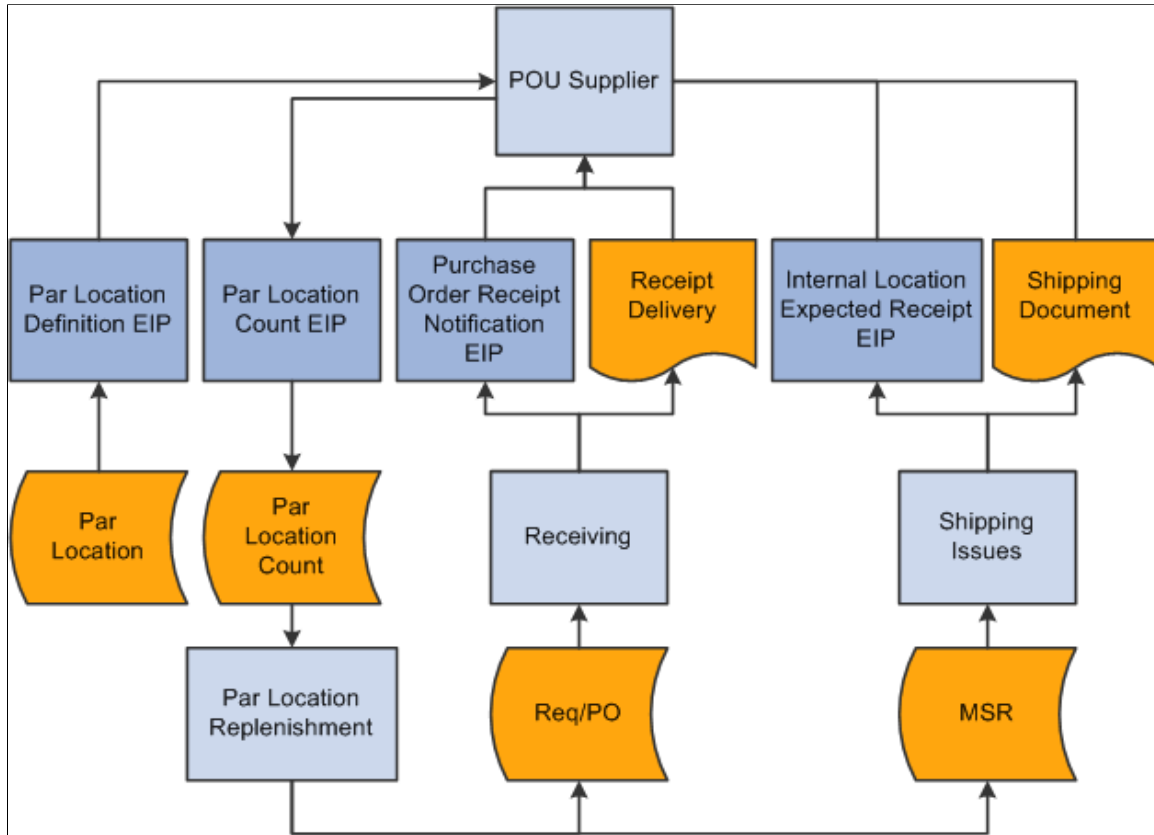 POU Supplier
Par Location
Definition EIP
Par Location
Count EIP
Purchase
Order Receipt
Notification
EIP
Receipt
Delivery
Internal Location
Expected Receipt
EIP
Shipping
Document
Par
Location
Par
Location
Count
Receiving
Shipping
Issues
Par Location
Replenishment
Req/PO
MSR